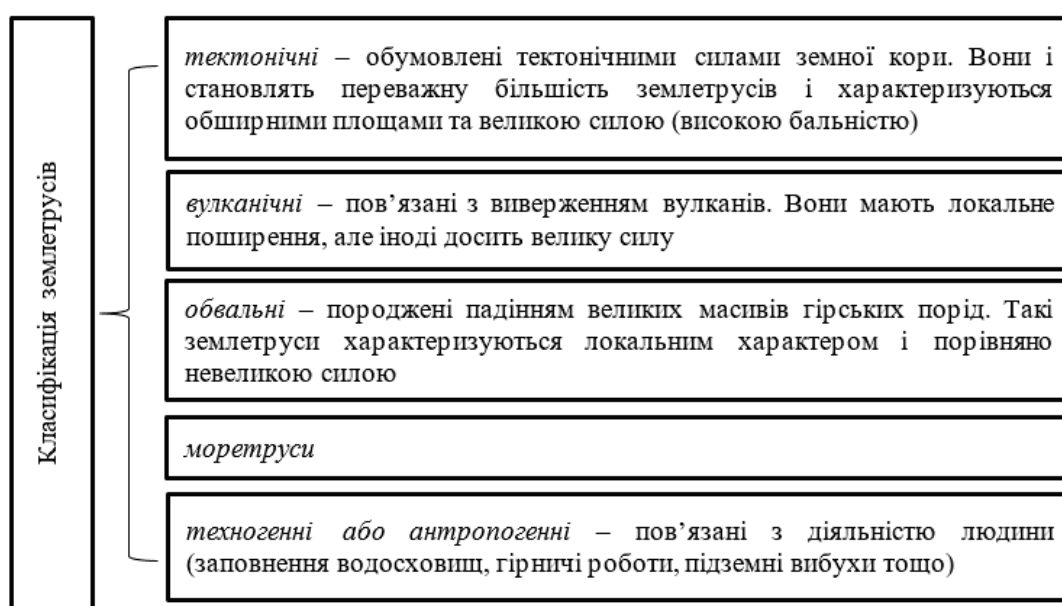 Класифікація землетрусів
тектонічні – обумовлені тектонічними силами земної кори. Вони і
становлять переважну більшість землетрусів і характеризуються
обширними площами та великою силою (високою бальністю)
вулканічні – пов’язані з виверженням вулканів. Вони мають локальне
поширення, але іноді досить велику силу
обвальні – породжені падінням великих масивів гірських порід. Такі
землетруси характеризуються локальним характером і порівняно
невеликою силою
моретруси
техногенні або антропогенні – пов’язані з діяльністю людини
(заповнення водосховищ, гірничі роботи, підземні вибухи тощо)